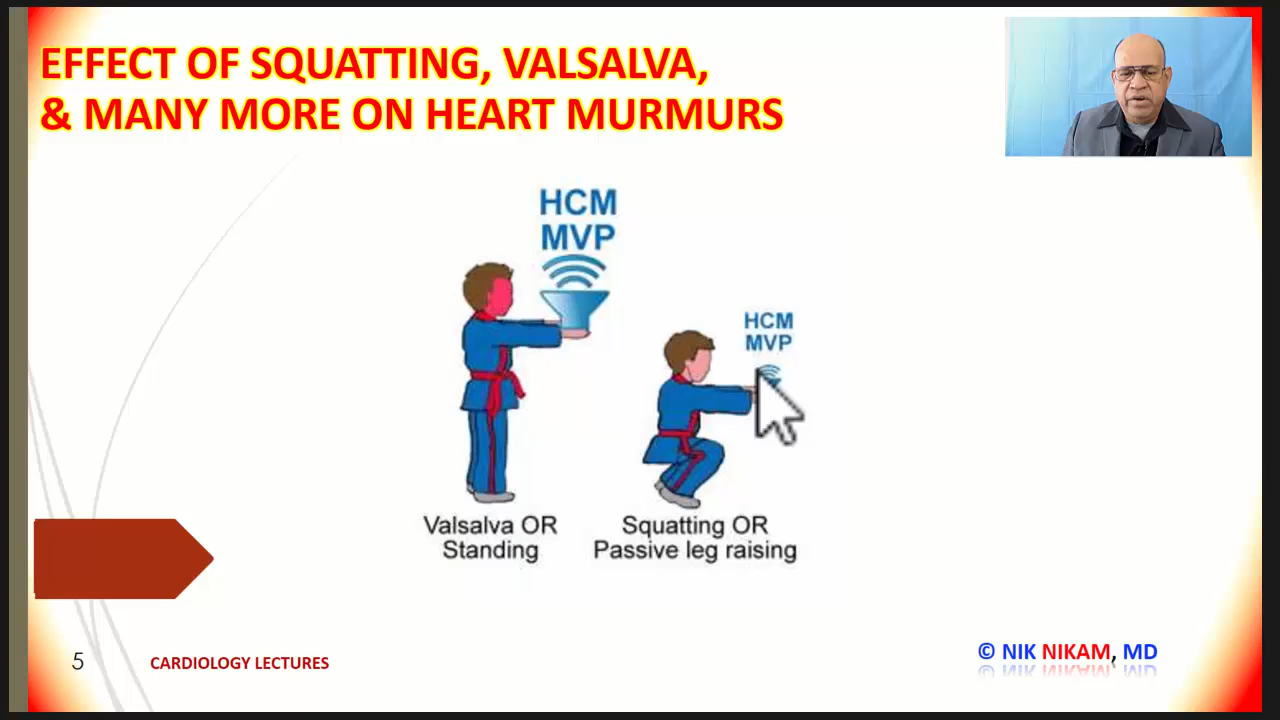 EFFECT OF SQUATTING, VALSALVA,
& MANY MORE ON HEART MURMURS
HCM
MVP
HCM
MVP
Valsalva OR
Standing
Squatting OR
Passive leg raising
5
CARDIOLOGY LECTURES
© NIK NIKAM, MD